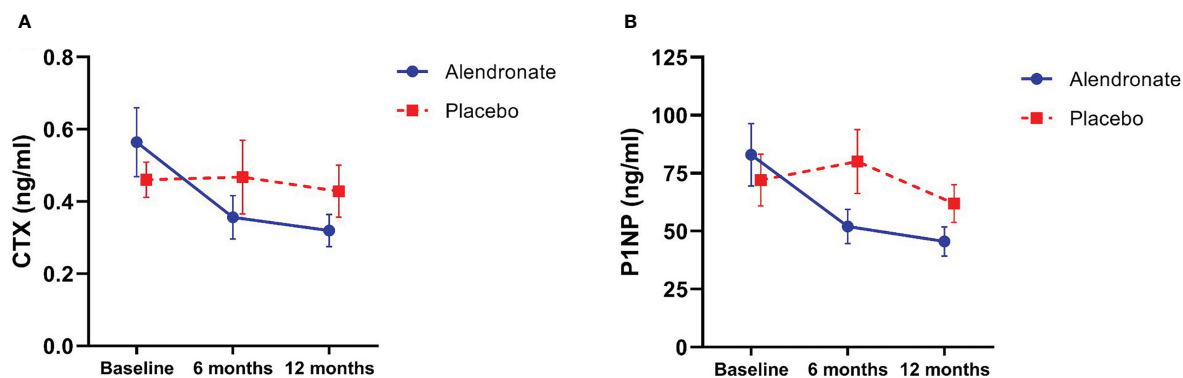 A
CTX (ng/ml)
0.8
0.6
0.4
0.2
0.0
Baseline 6 months 12 months
Alendronate
Placebo
B
P1NP (ng/ml)
125
100
75
50
25
0
Baseline 6 months 12 months
Alendronate
Placebo